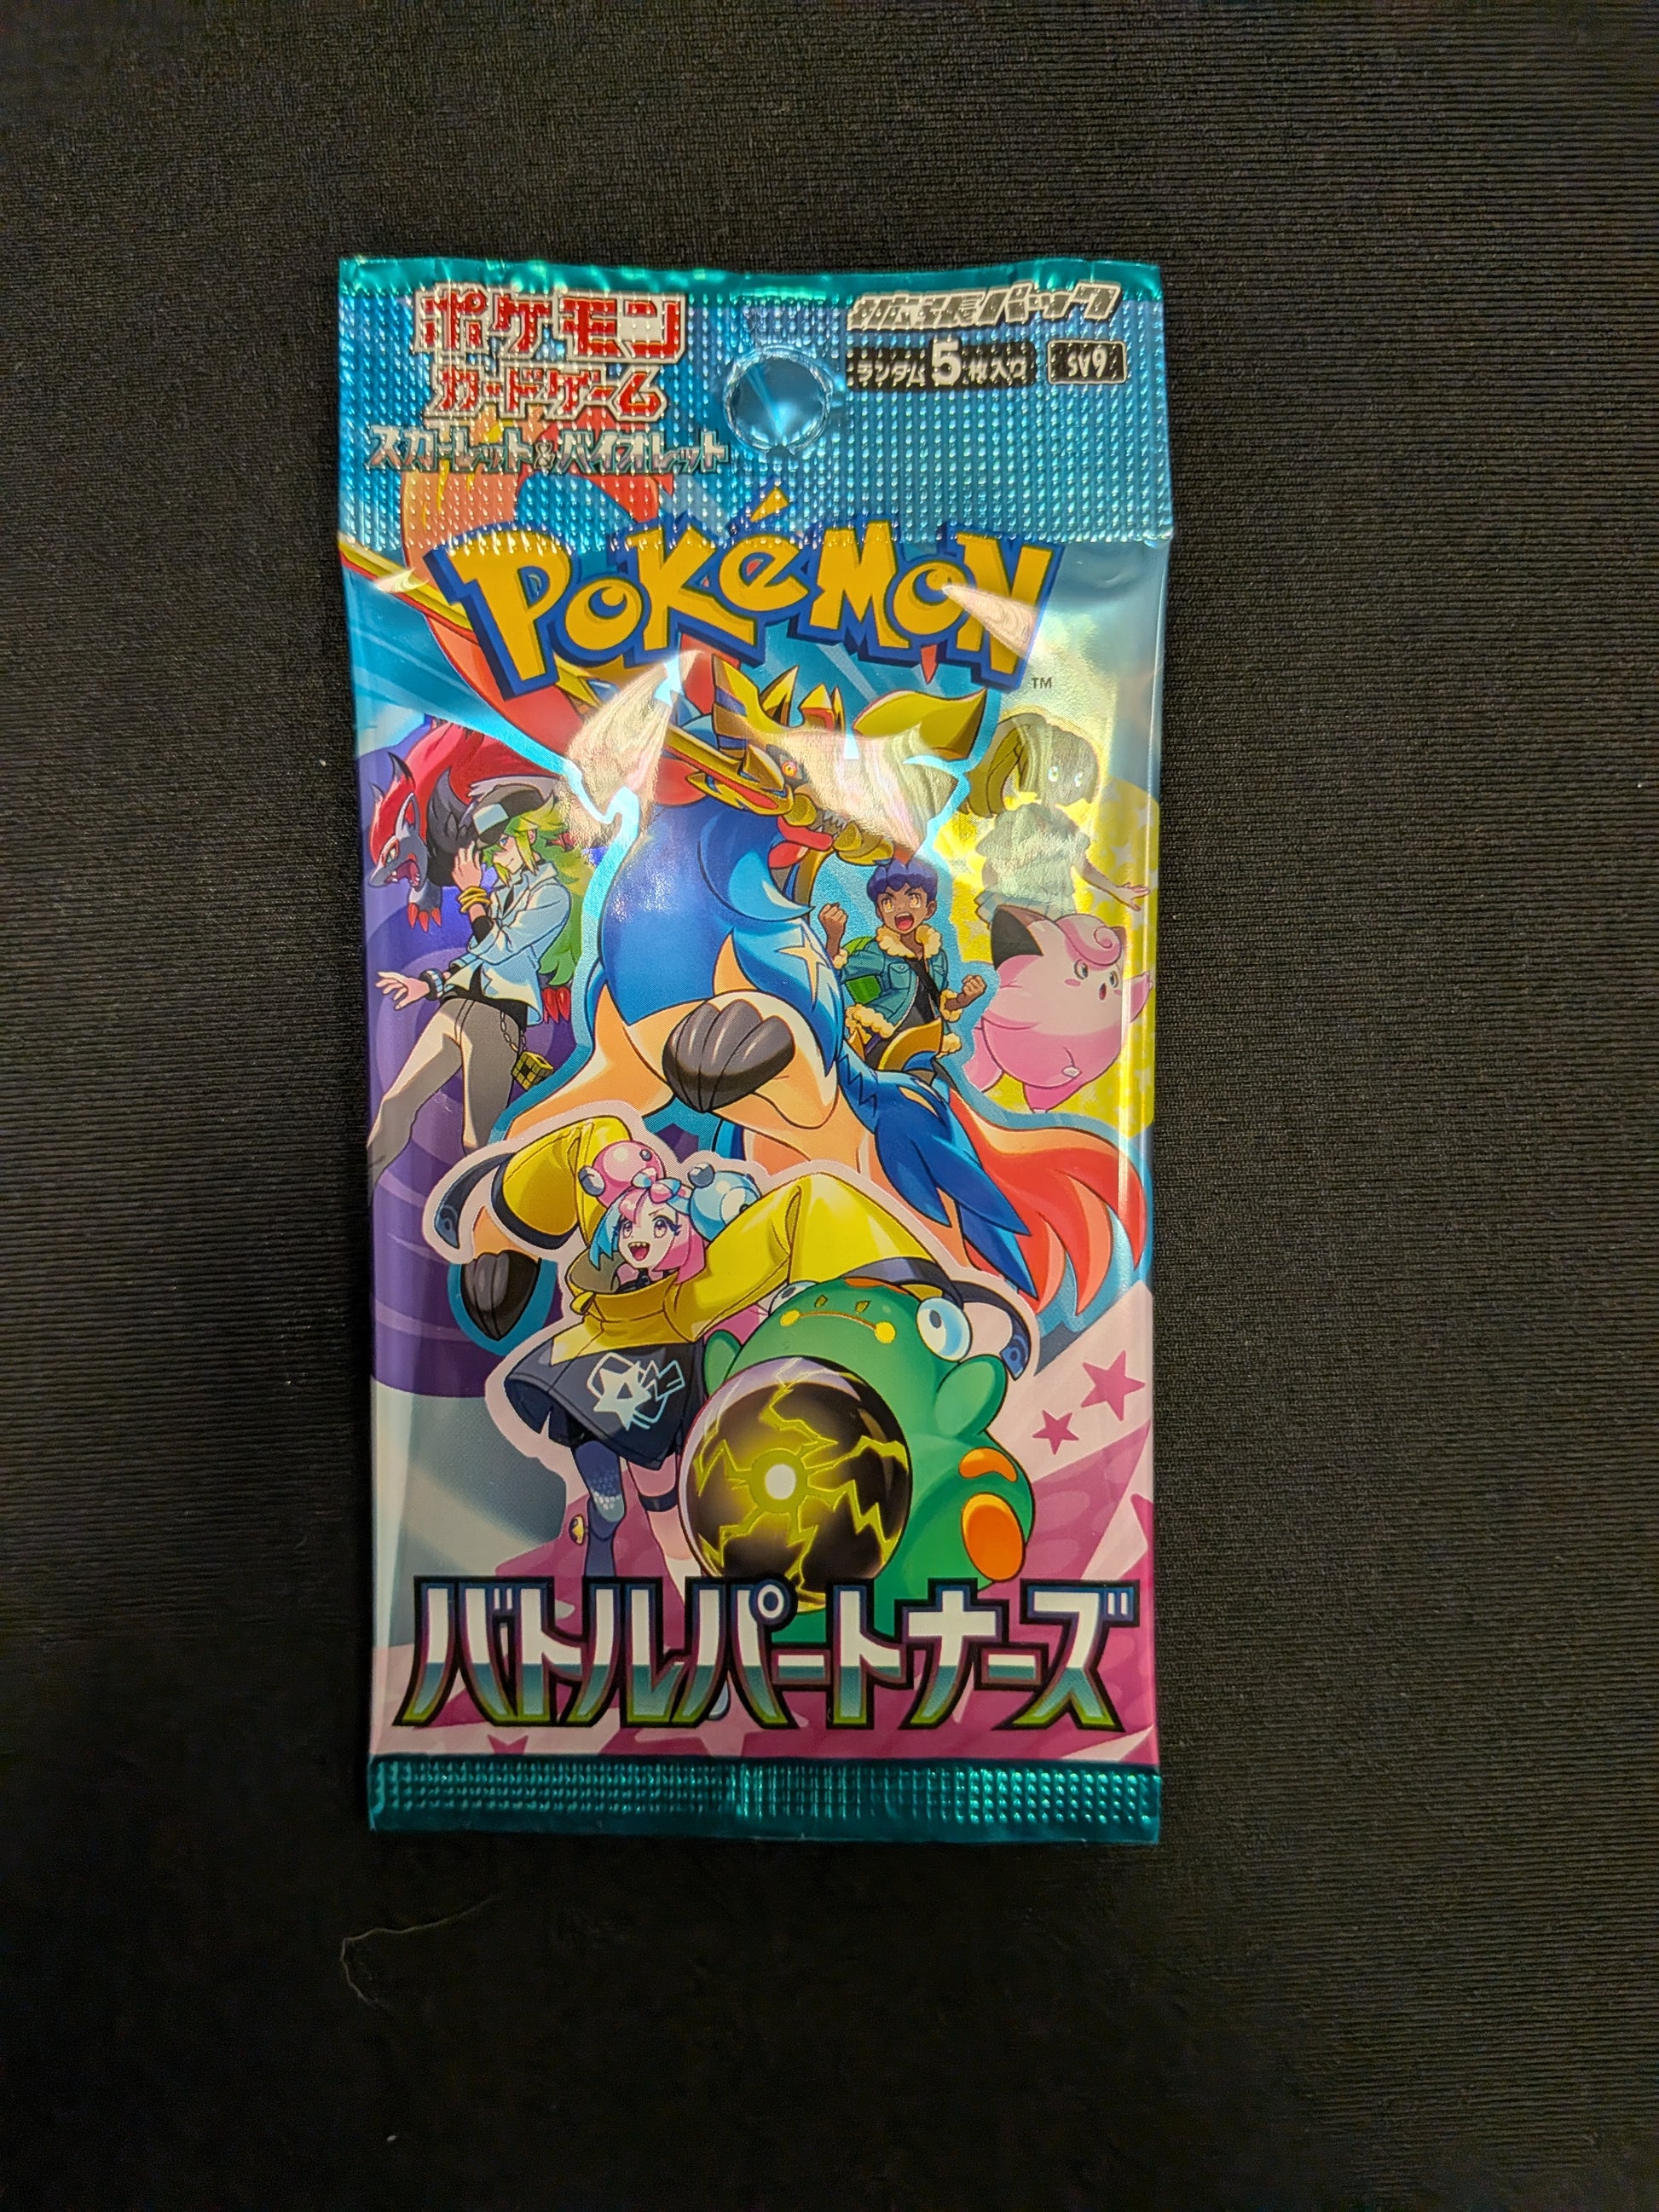 ポケモン
カードゲーム
スカーレット&バイオレット
拡張パック
ランダム5枚入り
SV9
Pokémon
TM
バトルパートナーズ